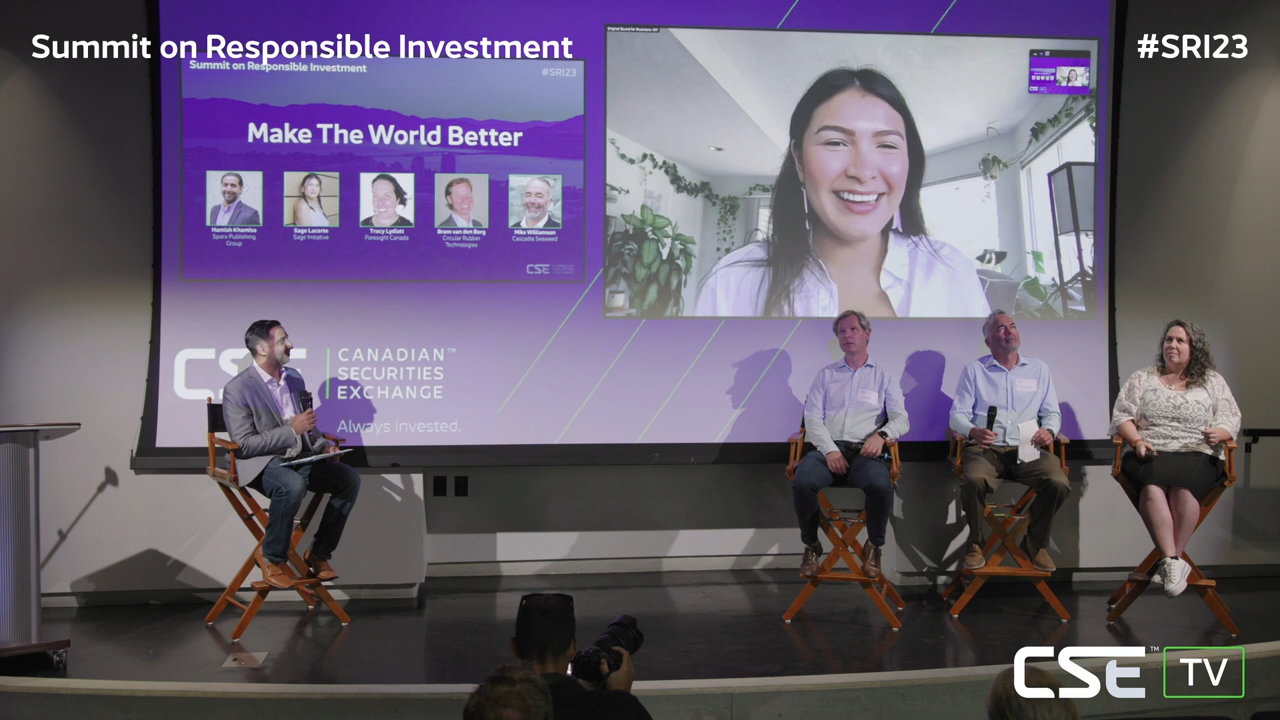 Summit on Responsible Investment
#SRI23
Summit on Responsible Investment
#SRI23
Make The World Better
Hamish Khamisa
Sparx Publishing
Group
Sage Lacerte
Sage Initiative
Tracy Lydiatt
Foresight Canada
Bram van den Berg
Circular Rubber
Technologies
Mike Williamson
Cascadia Seaweed
CSE
CSE
CANADIAN™
SECURITIES
EXCHANGE
Always invested.
CSE™ TV